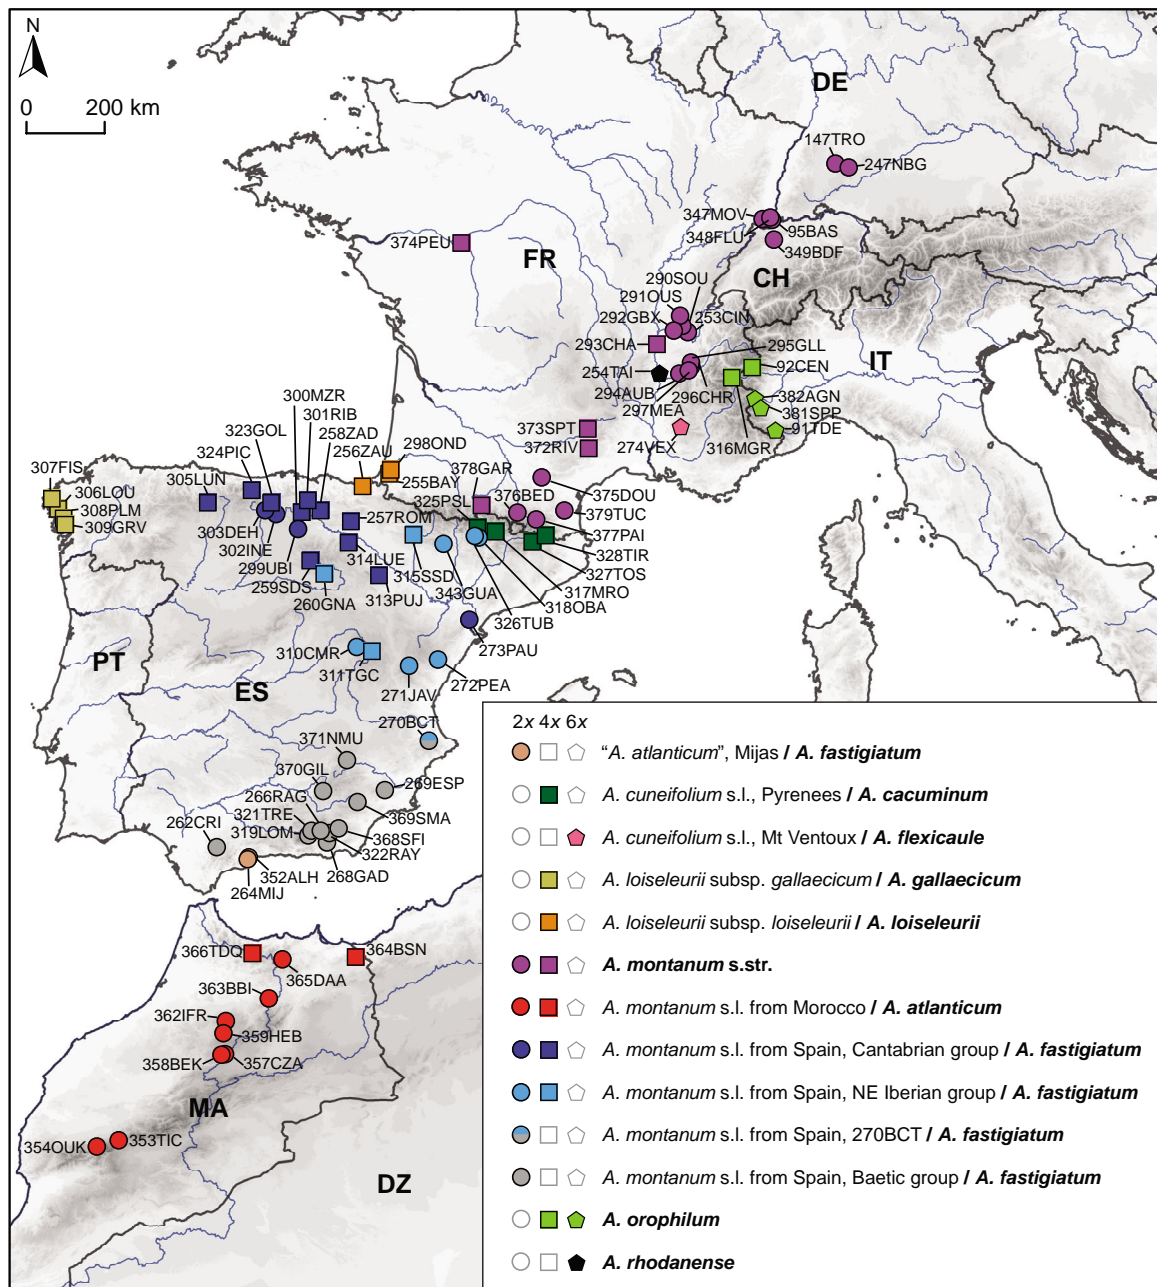 N
0 200 km
DE
147TRO
247NBG
347MOV
348FLU
95BAS
349BDF
374PEU
FR
CH
290SOU
291OUS
292GBX
253CIN
293CHA
295GLL
254TAI
92CEN
IT
294AUB
296CHR
297MEA
382AGN
381SPP
91TDE
316MGR
274VEX
373SPT
372RIV
300MZR
301RIB
323GOL
258ZAD
324PIC
256ZAU
298OND
305LUN
255BAY
378GAR
307FIS
306LOU
308PLM
309GRV
325PSL
376BED
375DOU
379TUC
377PAI
303DEH
302INE
257ROM
328TIR
299UBI
314LUE
327TOS
259SDS
315SSD
343GUA
317MRO
260GNA
313PUJ
318OBA
326TUB
273PAU
PT
310CMR
311TGC
ES
271JAV
272PEA
270BCT
371NMU
370GIL
269ESP
266RAG
369SMA
321TRE
262CRI
319LOM
368SFI
322RAY
352ALH
268GAD
264MIJ
366TDQ
364BSN
365DAA
363BBI
362IFR
359HEB
358BEK
357CZA
MA
353TIC
354OUK
DZ
2x 4x 6x
“A. atlanticum”, Mijas / A. fastigiatum
A. cuneifolium s.l., Pyrenees / A. cacuminum
A. cuneifolium s.l., Mt Ventoux / A. flexicaule
A. loiseleurii subsp. gallaecicum / A. gallaecicum
A. loiseleurii subsp. loiseleurii / A. loiseleurii
A. montanum s.str.
A. montanum s.l. from Morocco / A. atlanticum
A. montanum s.l. from Spain, Cantabrian group / A. fastigiatum
A. montanum s.l. from Spain, NE Iberian group / A. fastigiatum
A. montanum s.l. from Spain, 270BCT / A. fastigiatum
A. montanum s.l. from Spain, Baetic group / A. fastigiatum
A. orophilum
A. rhodanense